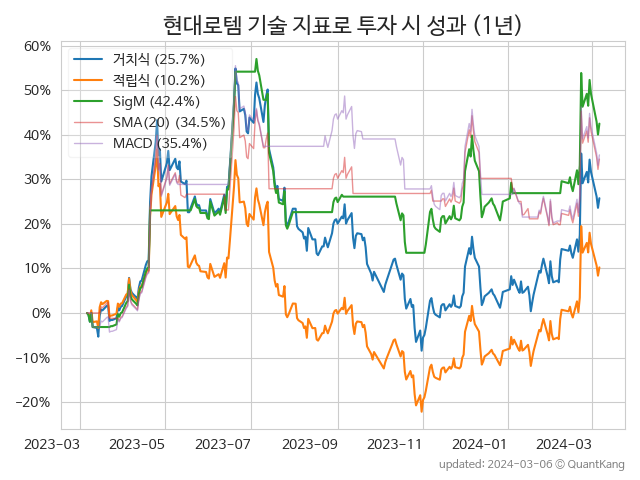 현대로템 기술 지표로 투자 시 성과 (1년)
60%
50%
40%
30%
20%
10%
0%
−10%
−20%
거치식 (25.7%)
적립식 (10.2%)
SigM (42.4%)
SMA(20) (34.5%)
MACD (35.4%)
2023-03
2023-05
2023-07
2023-09
2023-11
2024-01
2024-03
updated: 2024-03-06 ⓒ QuantKang